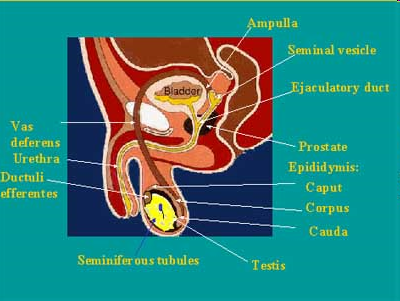 Ampulla
Seminal vesicle
Bladder
Ejaculatory duct
Vas
deferens
Prostate
Urethra
Epididymis:
Ductuli
efferentes
Caput
Corpus
Cauda
Seminiferous tubules
Testis